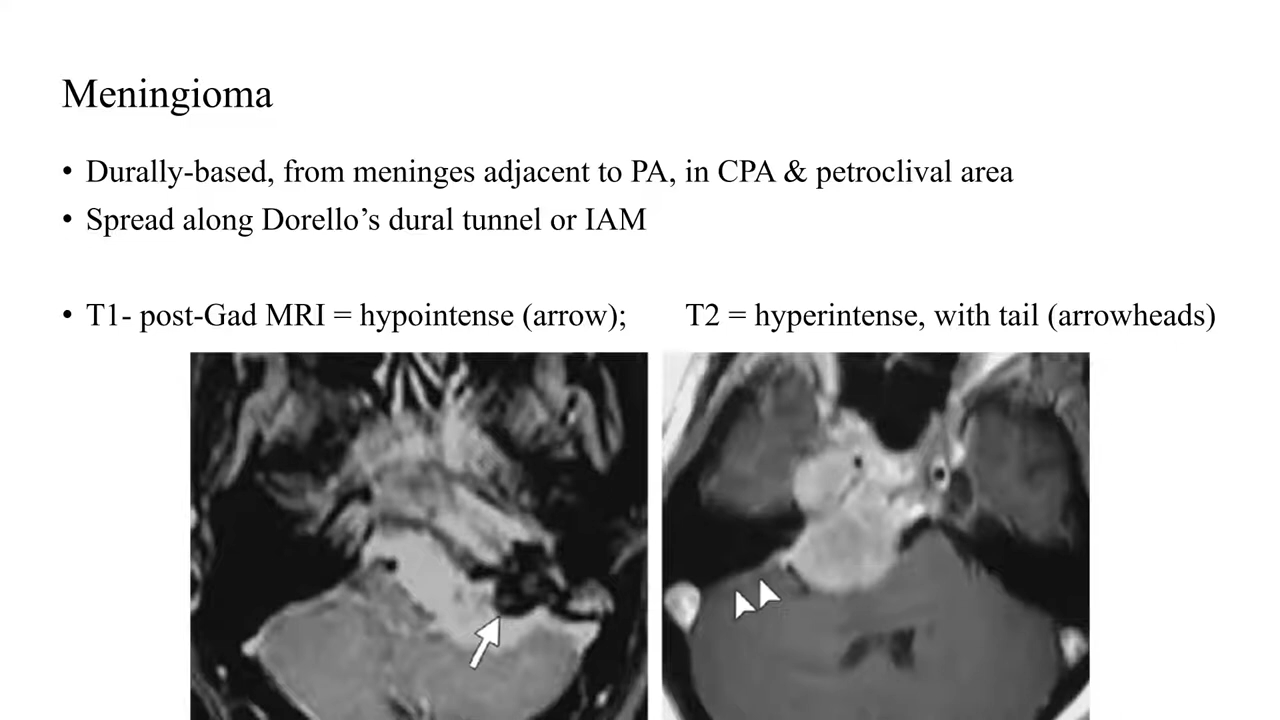 Meningioma
• Durally-based, from meninges adjacent to PA, in CPA & petroclival area
• Spread along Dorello’s dural tunnel or IAM
• T1- post-Gad MRI = hypointense (arrow); T2 = hyperintense, with tail (arrowheads)